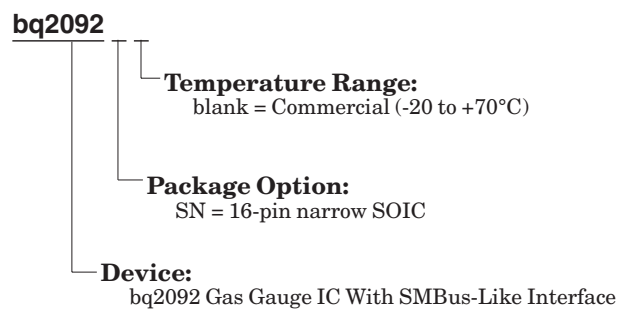 bq2092
Temperature Range:
blank = Commercial (-20 to +70°C)
Package Option:
SN = 16-pin narrow SOIC
Device:
bq2092 Gas Gauge IC With SMBus-Like Interface